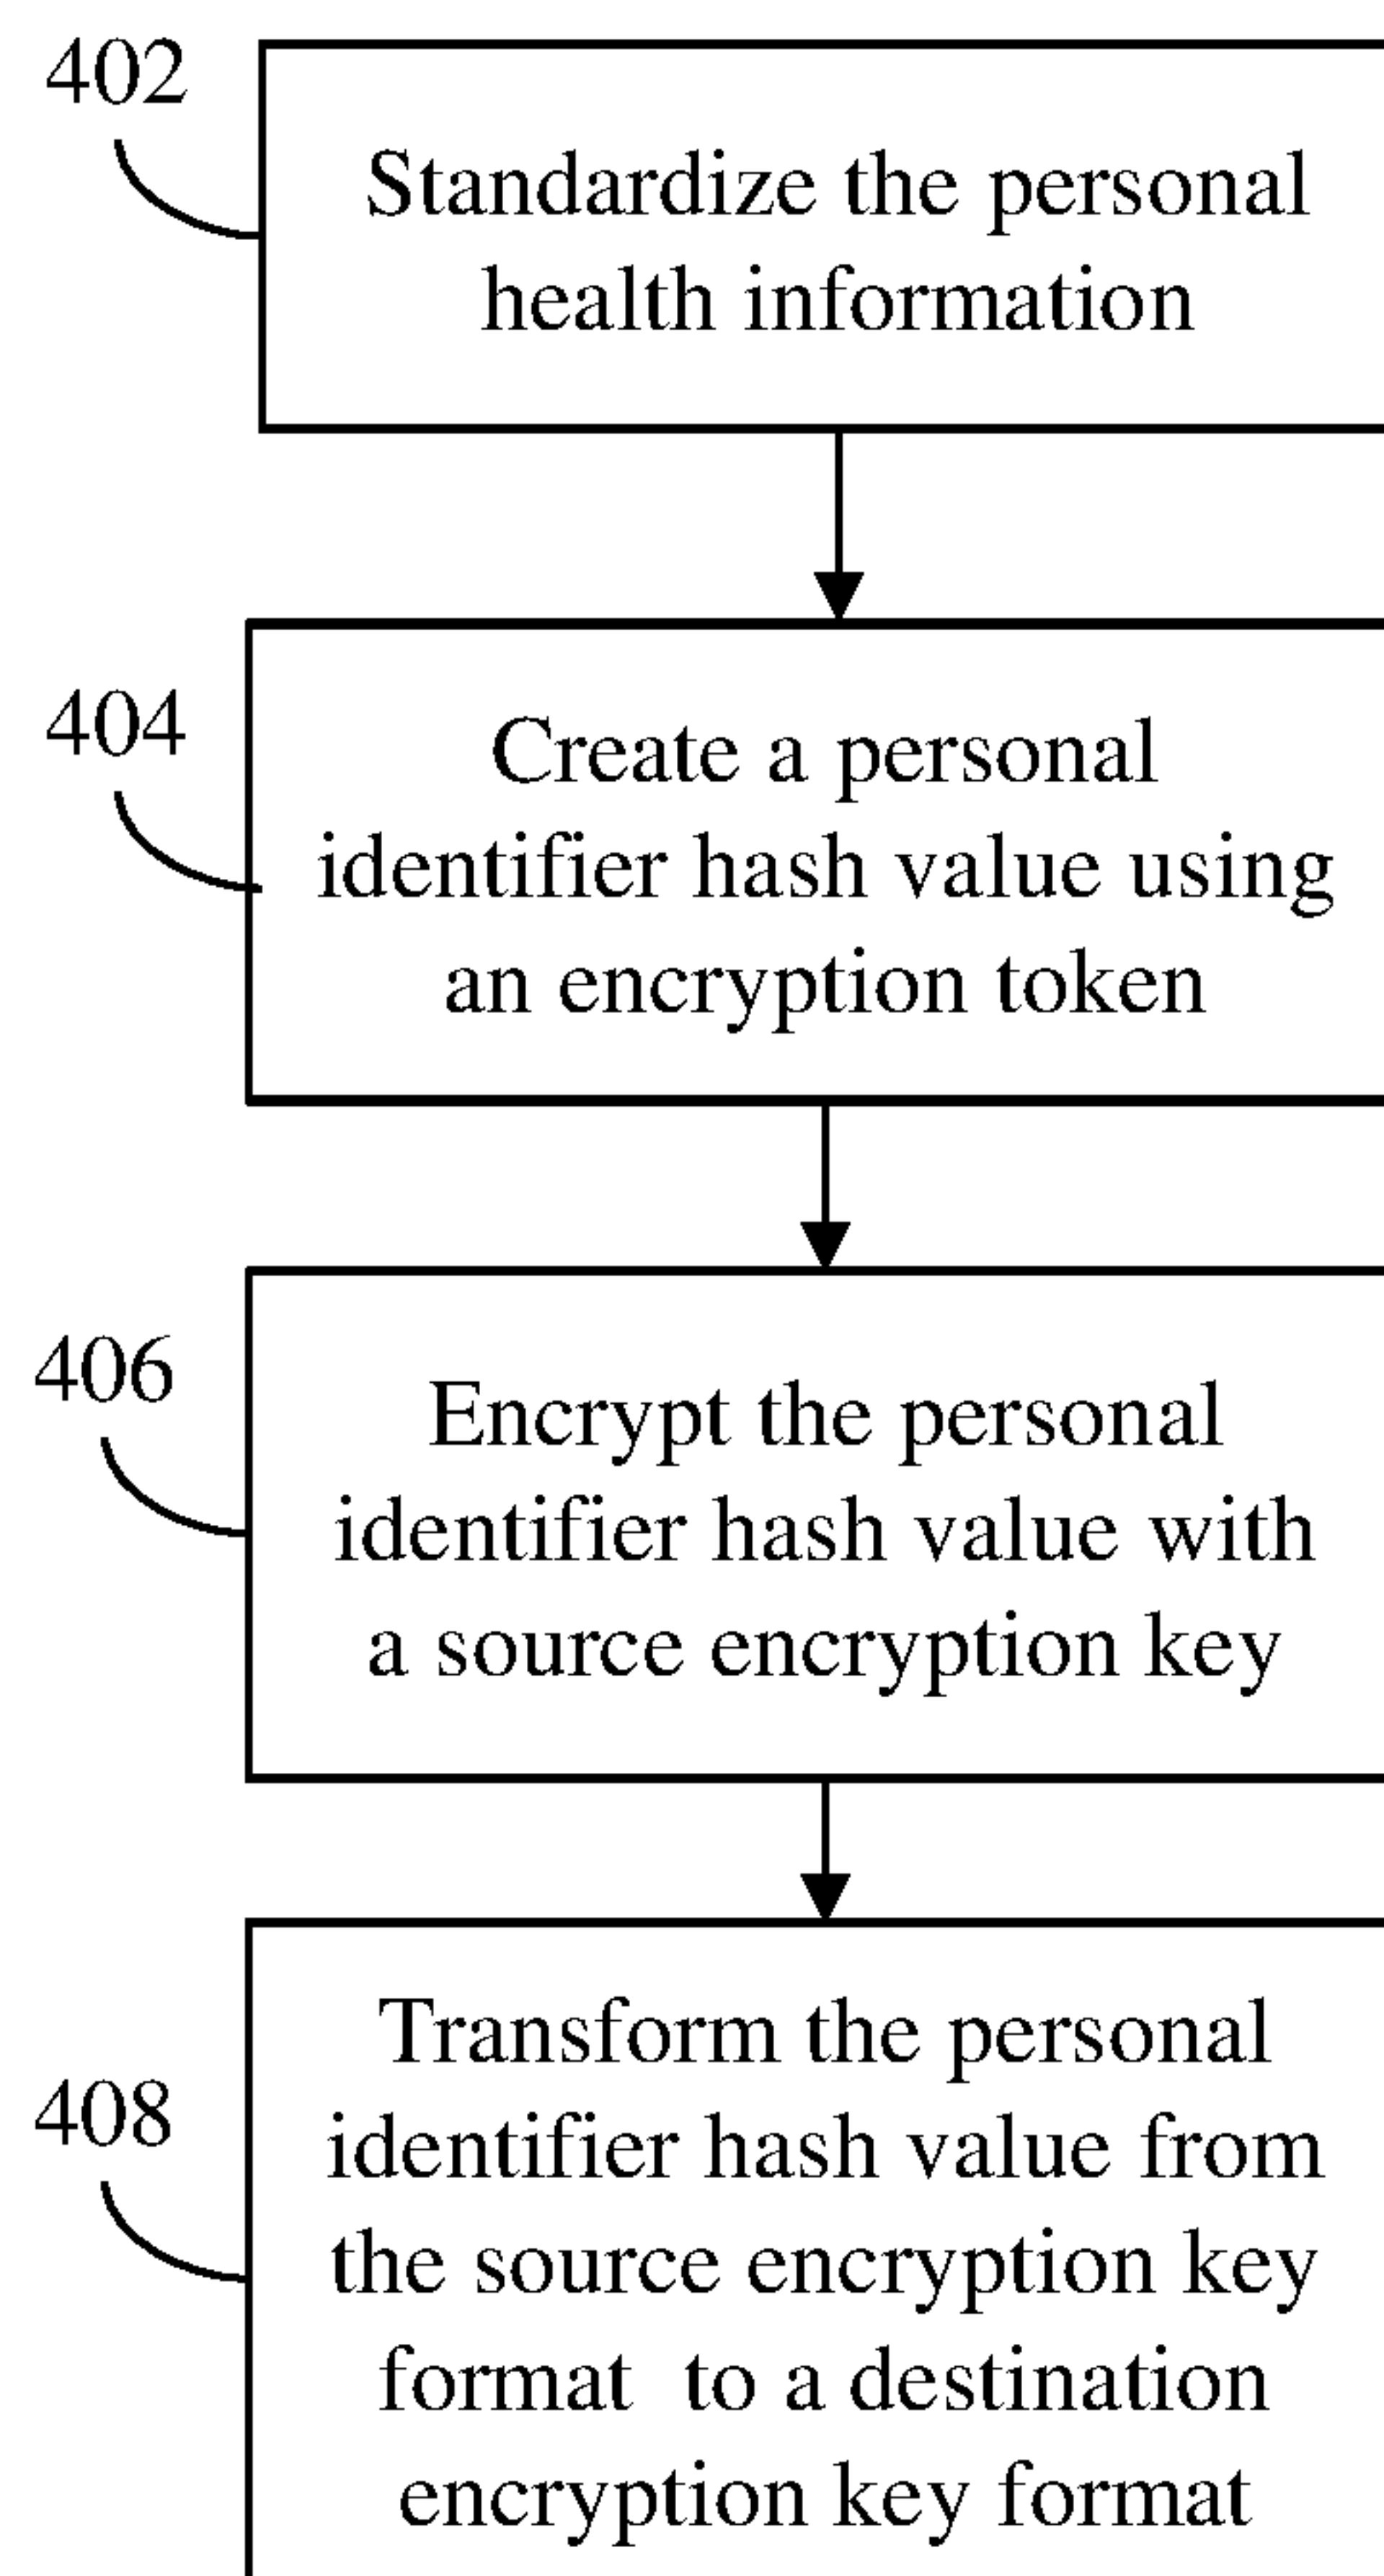 402
Standardize the personal
health information
404
Create a personal
identifier hash value using
an encryption token
406
Encrypt the personal
identifier hash value with
a source encryption key
408
Transform the personal
identifier hash value from
the source encryption key
format to a destination
encryption key format